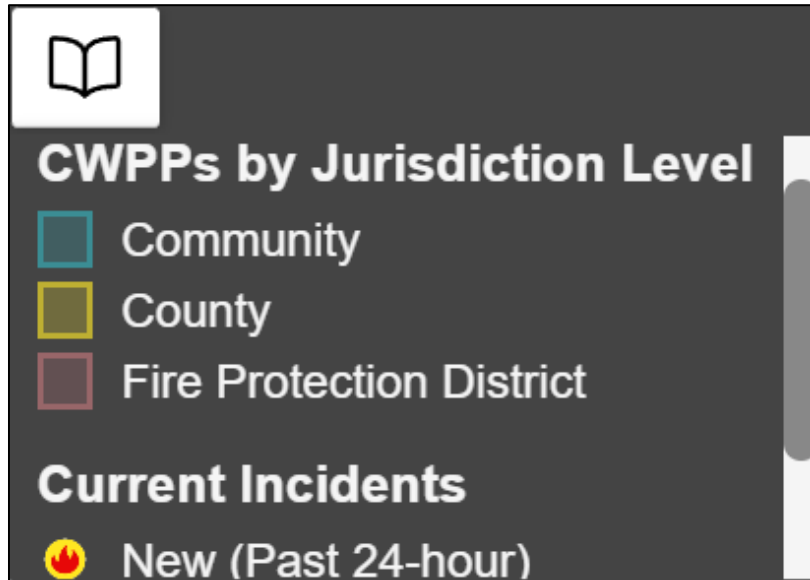 CWPPs by Jurisdiction Level
Community
County
Fire Protection District
Current Incidents
New (Past 24-hour)